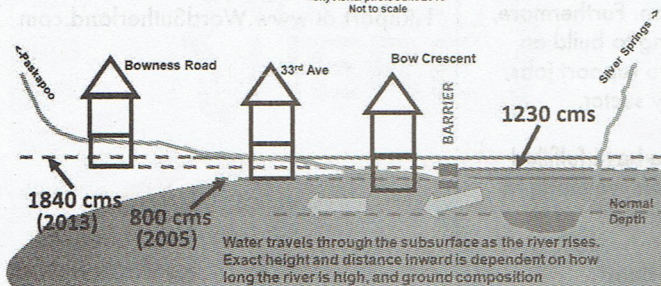 Not to scale
< Paskapoo
Bowness Road
33rd Ave
Bow Crescent
BARRIER
Silver Springs >
1230 cms
1840 cms
(2013)
800 cms
(2005)
Normal
Depth
Water travels through the subsurface as the river rises.
Exact height and distance inward is dependent on how
long the river is high, and ground composition